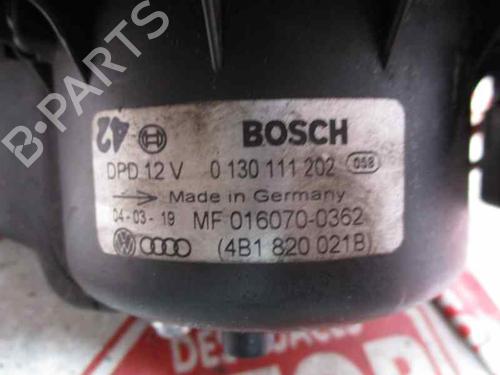 B-PARTS
42 BOSCH
DPD 12 V 0 130 111 202 058
Made in Germany
04-03-19 MF 016070-0362
(4B1 820 021B)